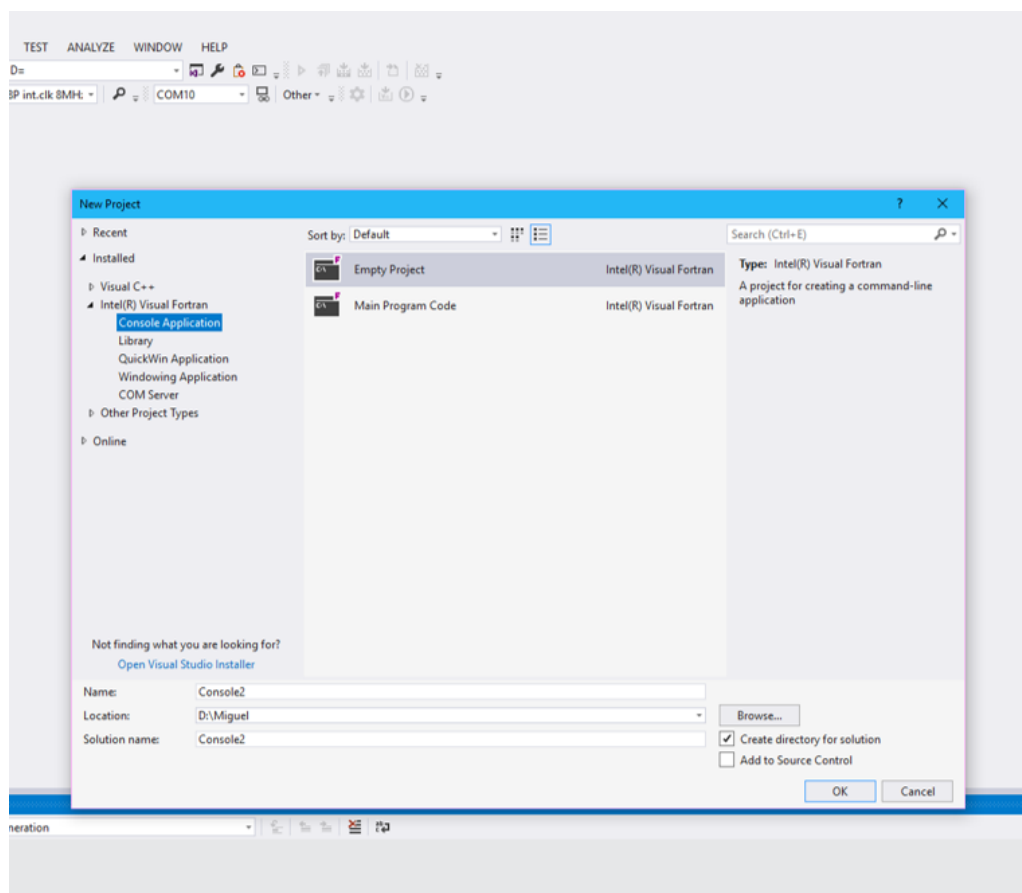 TEST ANALYZE WINDOW HELP
D=
8P int.clk 8MH:
COM10
Other
New Project
?
Recent
Installed
Visual C++
Intel(R) Visual Fortran
Console Application
Library
QuickWin Application
Windowing Application
COM Server
Other Project Types
Online
Not finding what you are looking for?
Open Visual Studio Installer
Sort by: Default
Empty Project Intel(R) Visual Fortran
Main Program Code Intel(R) Visual Fortran
Search (Ctrl+E)
Type: Intel(R) Visual Fortran
A project for creating a command-line
application
Name: Console2
Location: D:\Miguel
Browse...
Solution name: Console2
Create directory for solution
Add to Source Control
OK Cancel
neration